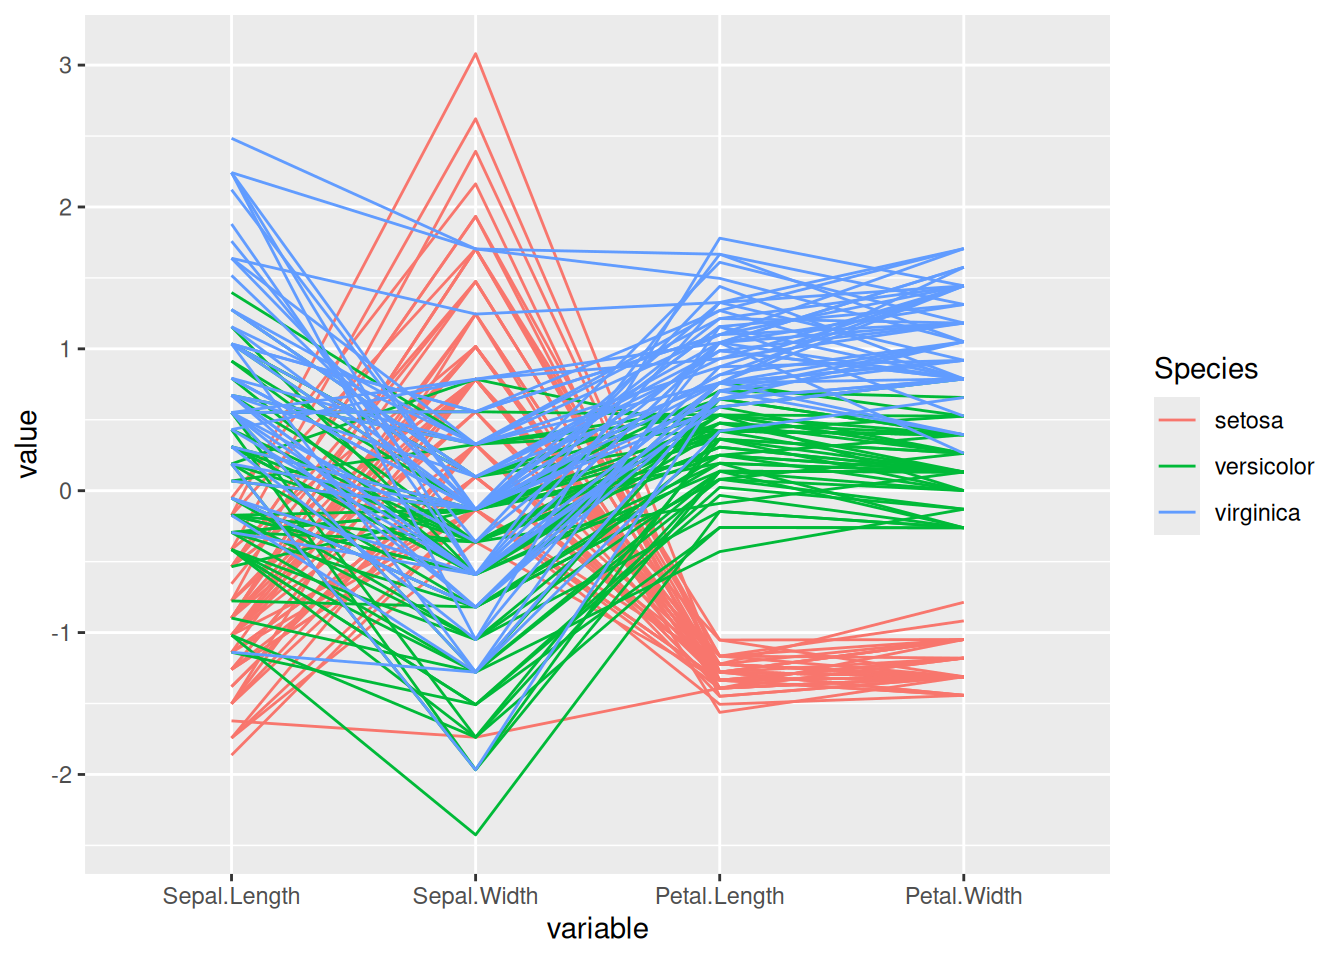 3
2
1
0
-1
-2
value
Sepal.Length Sepal.Width Petal.Length Petal.Width
variable
Species
setosa
versicolor
virginica